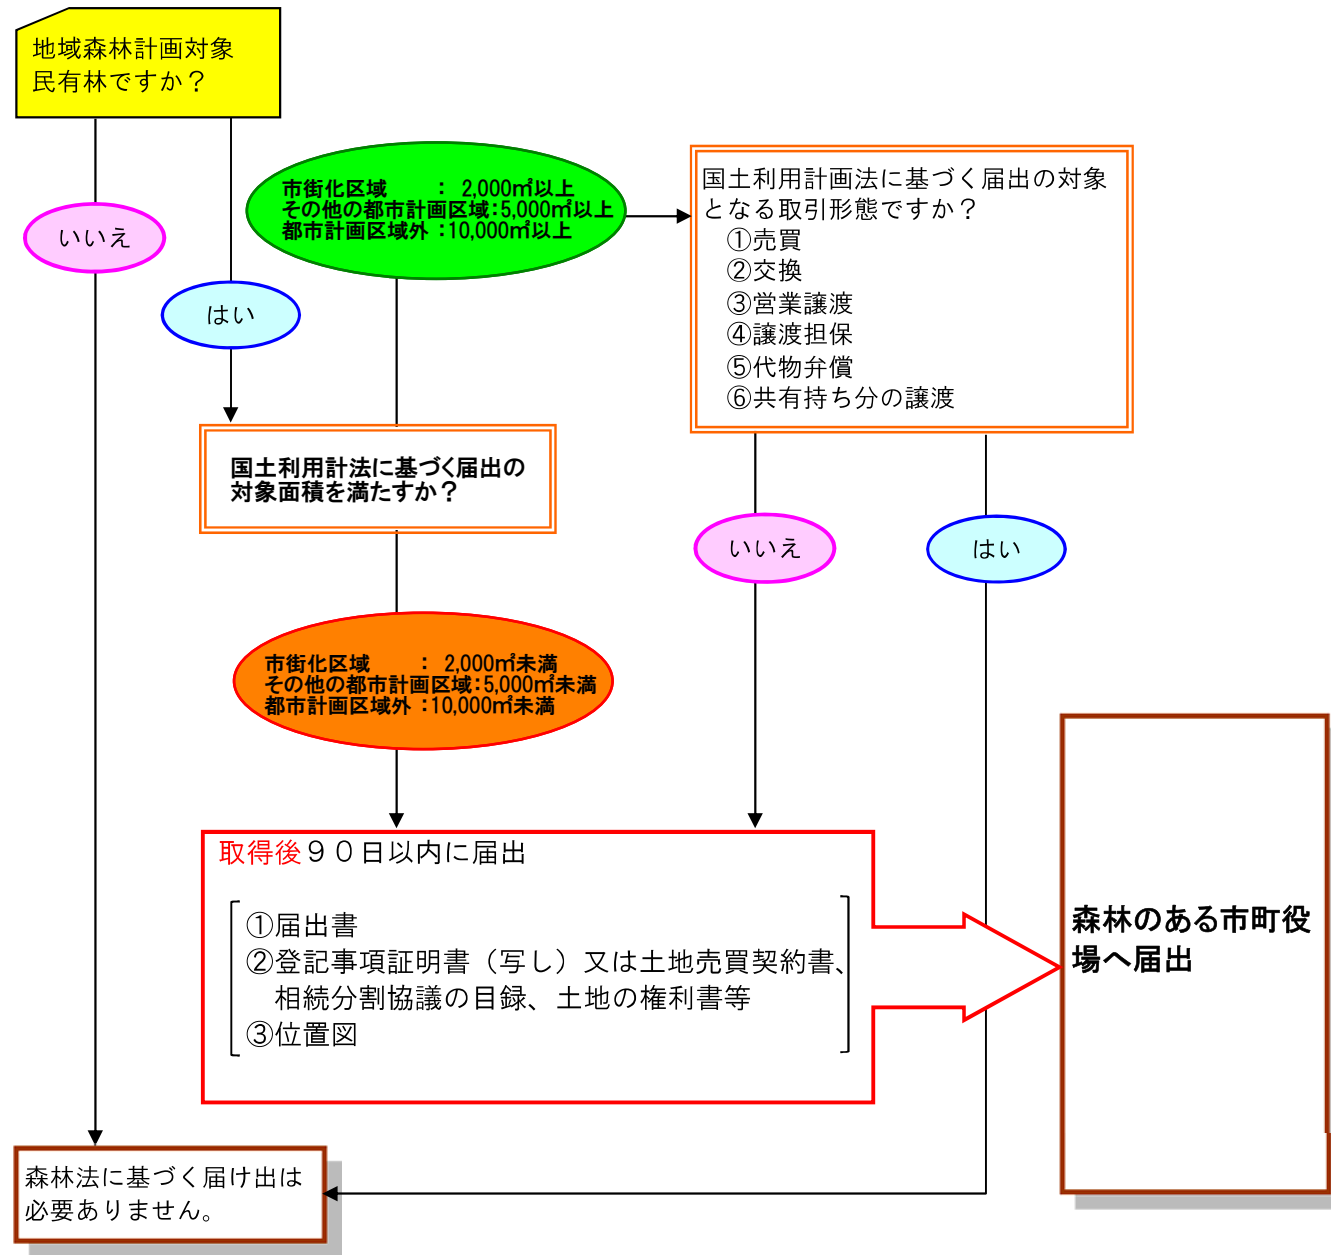 地域森林計画対象
民有林ですか？
いいえ
はい
市街化区域　　： 2,000㎡以上
その他の都市計画区域：5,000㎡以上
都市計画区域外 ：10,000㎡以上
国土利用計画法に基づく届出の対象
となる取引形態ですか？
①売買
②交換
③営業譲渡
④譲渡担保
⑤代物弁償
⑥共有持ち分の譲渡
国土利用計法に基づく届出の
対象面積を満たすか？
いいえ
はい
市街化区域　　： 2,000㎡未満
その他の都市計画区域：5,000㎡未満
都市計画区域外 ：10,000㎡未満
取得後９０日以内に届出
①届出書
②登記事項証明書（写し）又は土地売買契約書、
相続分割協議の目録、土地の権利書等
③位置図
森林のある市町役
場へ届出
森林法に基づく届け出は
必要ありません。